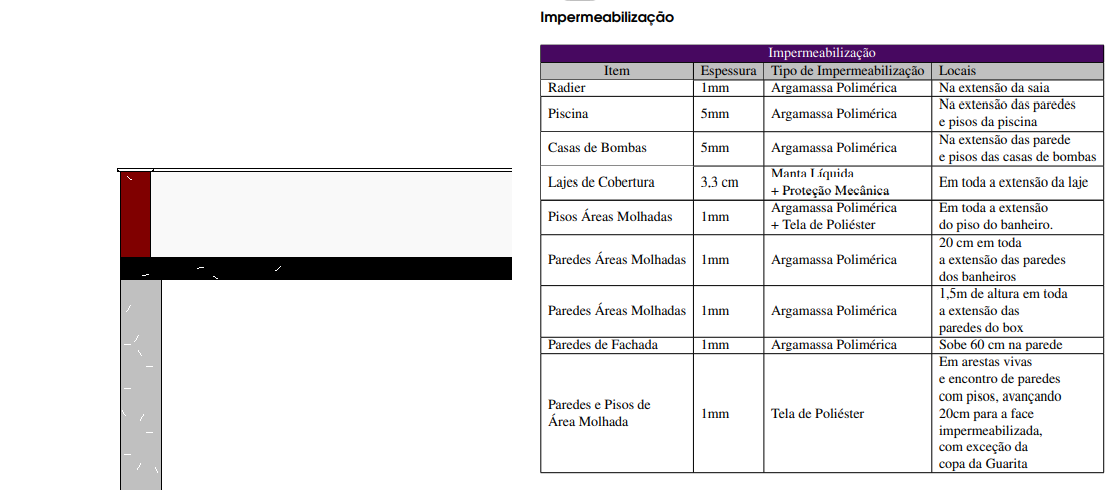 Impermeabilização
Impermeabilização
Item Espessura Tipo de Impermeabilização Locais
Radier 1mm Argamassa Polimérica Na extensão da saia
Piscina 5mm Argamassa Polimérica Na extensão das paredes
e pisos da piscina
Casas de Bombas 5mm Argamassa Polimérica Na extensão das parede
e pisos das casas de bombas
Lajes de Cobertura 3,3 cm Manta Líquida
+ Proteção Mecânica Em toda a extensão da laje
Pisos Áreas Molhadas 1mm Argamassa Polimérica
+ Tela de Poliéster Em toda a extensão
do piso do banheiro.
Paredes Áreas Molhadas 1mm Argamassa Polimérica 20 cm em toda
a extensão das paredes
dos banheiros
Paredes Áreas Molhadas 1mm Argamassa Polimérica 1,5m de altura em toda
a extensão das
paredes do box
Paredes de Fachada 1mm Argamassa Polimérica Sobe 60 cm na parede
Paredes e Pisos de
Área Molhada 1mm Tela de Poliéster Em arestas vivas
e encontro de paredes
com pisos, avançando
20cm para a face
impermeabilizada,
com exceção da
copa da Guarita